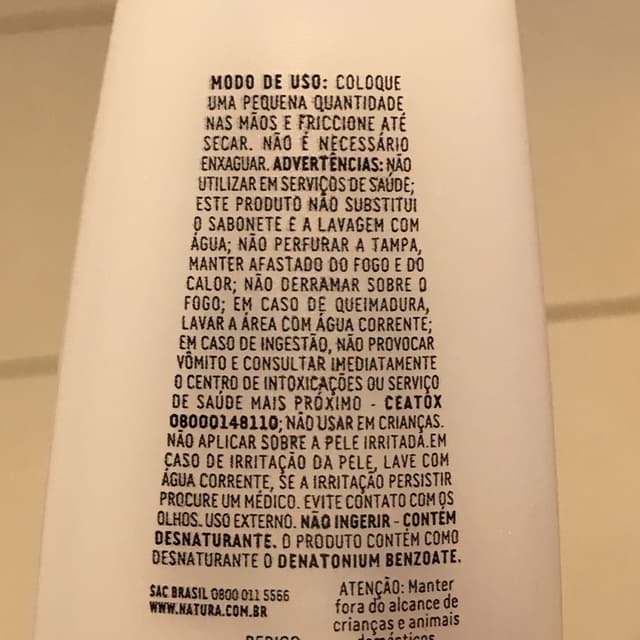 MODO DE USO: COLOQUE
UMA PEQUENA QUANTIDADE
NAS MÃOS E FRICCIONE ATÉ
SECAR. NÃO É NECESSÁRIO
ENXAGUAR. ADVERTÊNCIAS: NÃO
UTILIZAR EM SERVIÇOS DE SAÚDE;
ESTE PRODUTO NÃO SUBSTITUI
O SABONETE E A LAVAGEM COM
ÁGUA; NÃO PERFURAR A TAMPA,
MANTER AFASTADO DO FOGO E DO
CALOR; NÃO DERRAMAR SOBRE O
FOGO; EM CASO DE QUEIMADURA,
LAVAR A ÁREA COM ÁGUA CORRENTE;
EM CASO DE INGESTÃO, NÃO PROVOCAR
VÔMITO E CONSULTAR IMEDIATAMENTE
O CENTRO DE INTOXICAÇÕES OU SERVIÇO
DE SAÚDE MAIS PRÓXIMO - CEATOX
08000148110; NÃO USAR EM CRIANÇAS.
NÃO APLICAR SOBRE A PELE IRRITADA.EM
CASO DE IRRITAÇÃO DA PELE, LAVE COM
ÁGUA CORRENTE, SE A IRRITAÇÃO PERSISTIR
PROCURE UM MÉDICO. EVITE CONTATO COM OS
OLHOS. USO EXTERNO. NÃO INGERIR - CONTÉM
DESNATURANTE. O PRODUTO CONTÉM COMO
DESNATURANTE O DENATONIUM BENZOATE.
SAC BRASIL 0800 011 5566
WWW.NATURA.COM.BR
ATENÇÃO: Manter
fora do alcance de
crianças e animais
domésticos